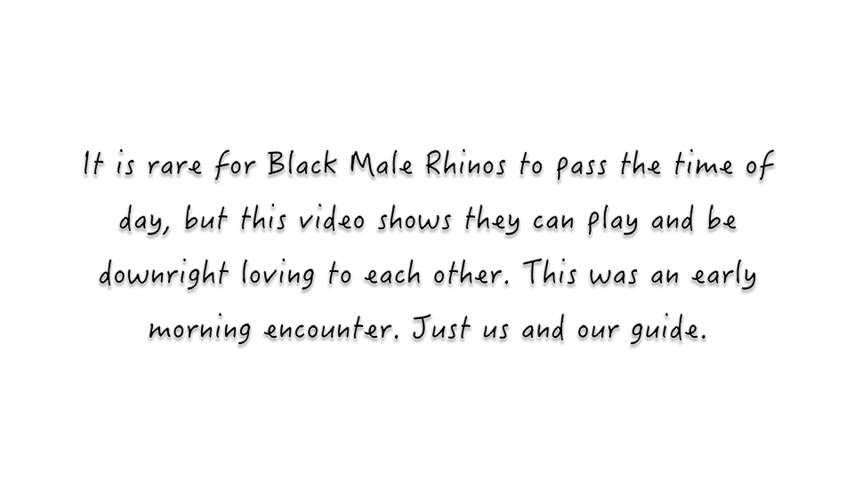 It is rare for Black Male Rhinos to pass the time of
day, but this video shows they can play and be
downright loving to each other. This was an early
morning encounter. Just us and our guide.